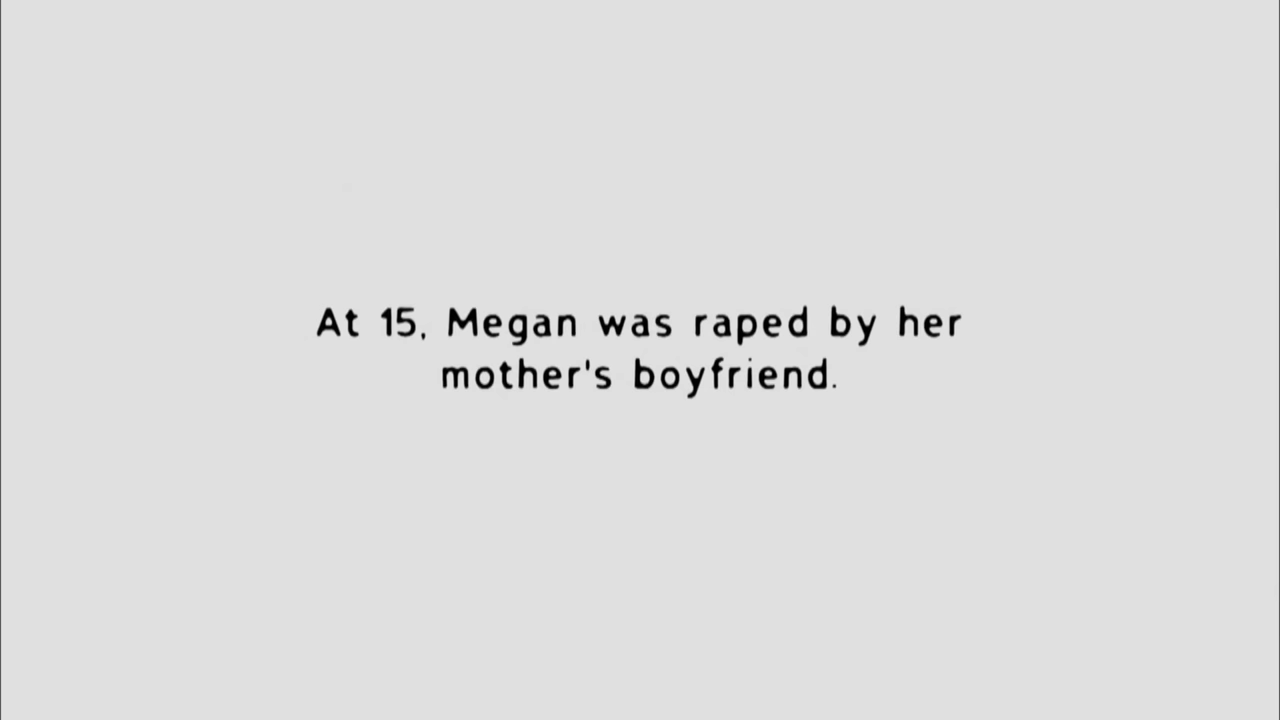 At 15, Megan was raped by her
mother's boyfriend.